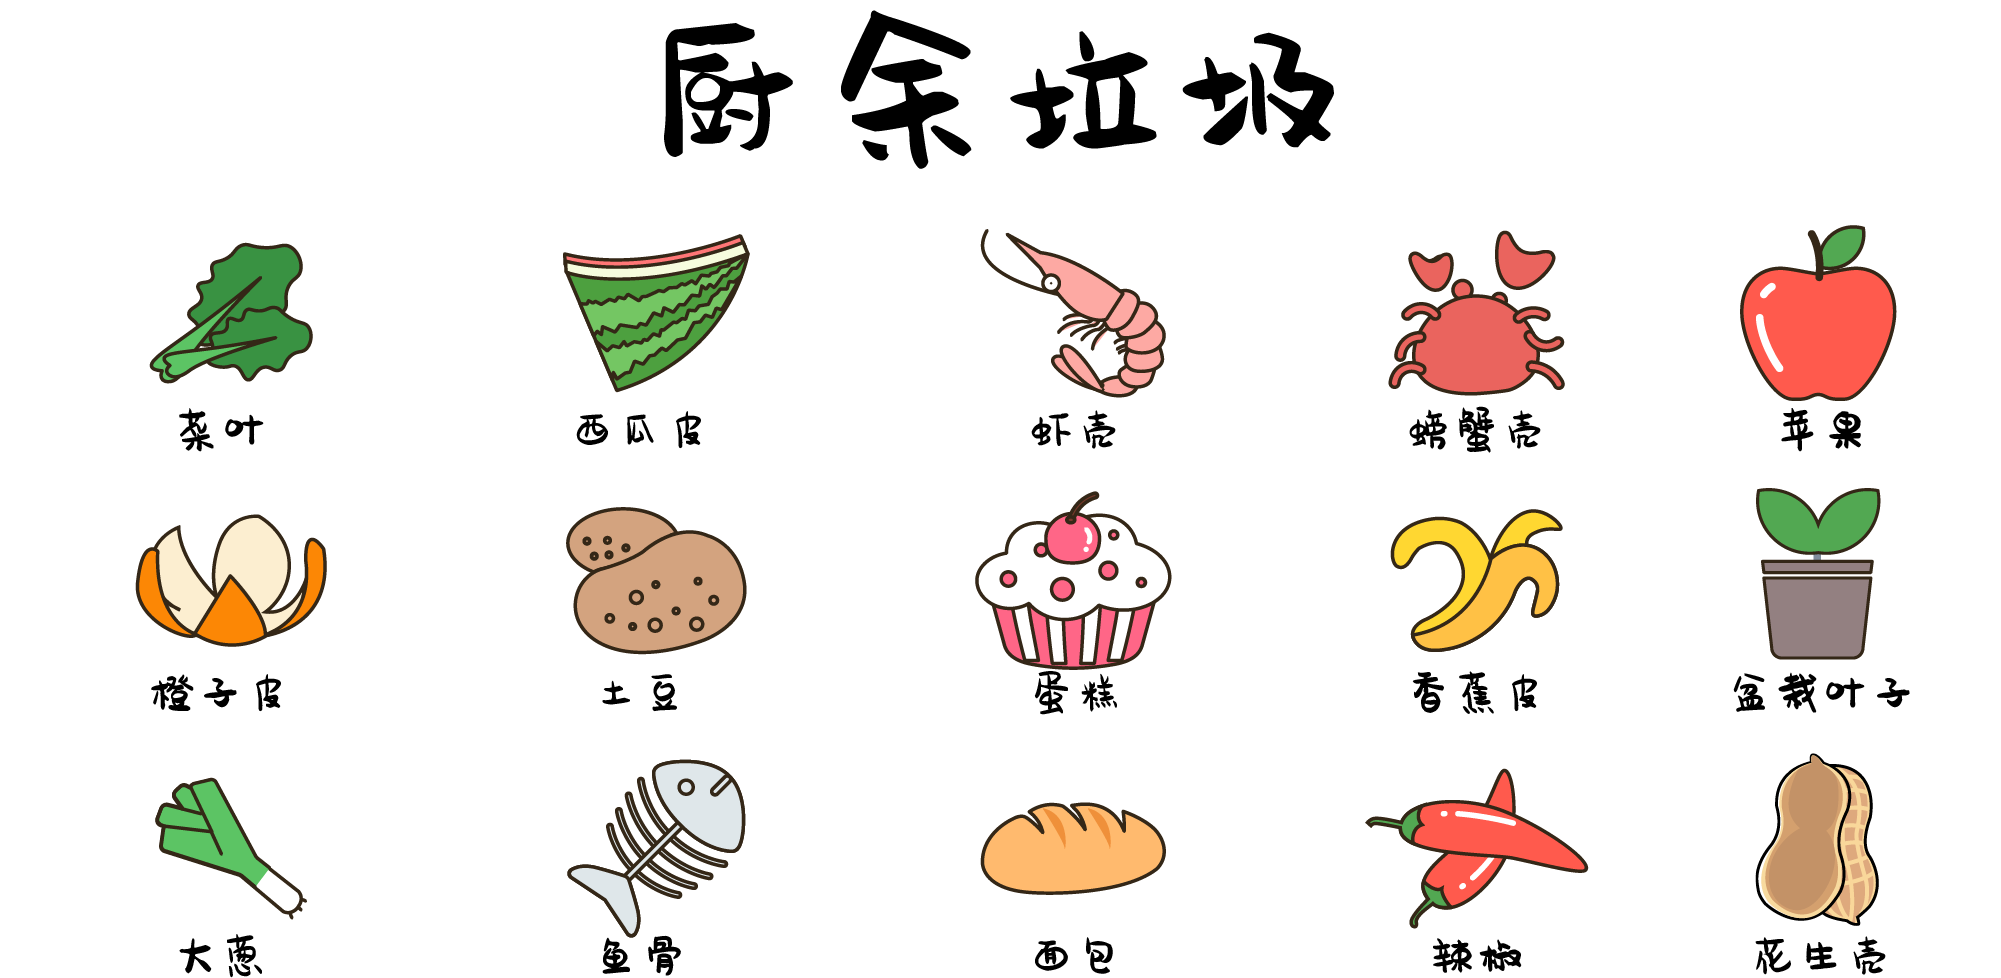 厨余垃圾
菜叶 西瓜皮 虾壳 螃蟹壳 苹果
橙子皮 土豆 蛋糕 香蕉皮 盆栽叶子
大葱 鱼骨 面包 辣椒 花生壳